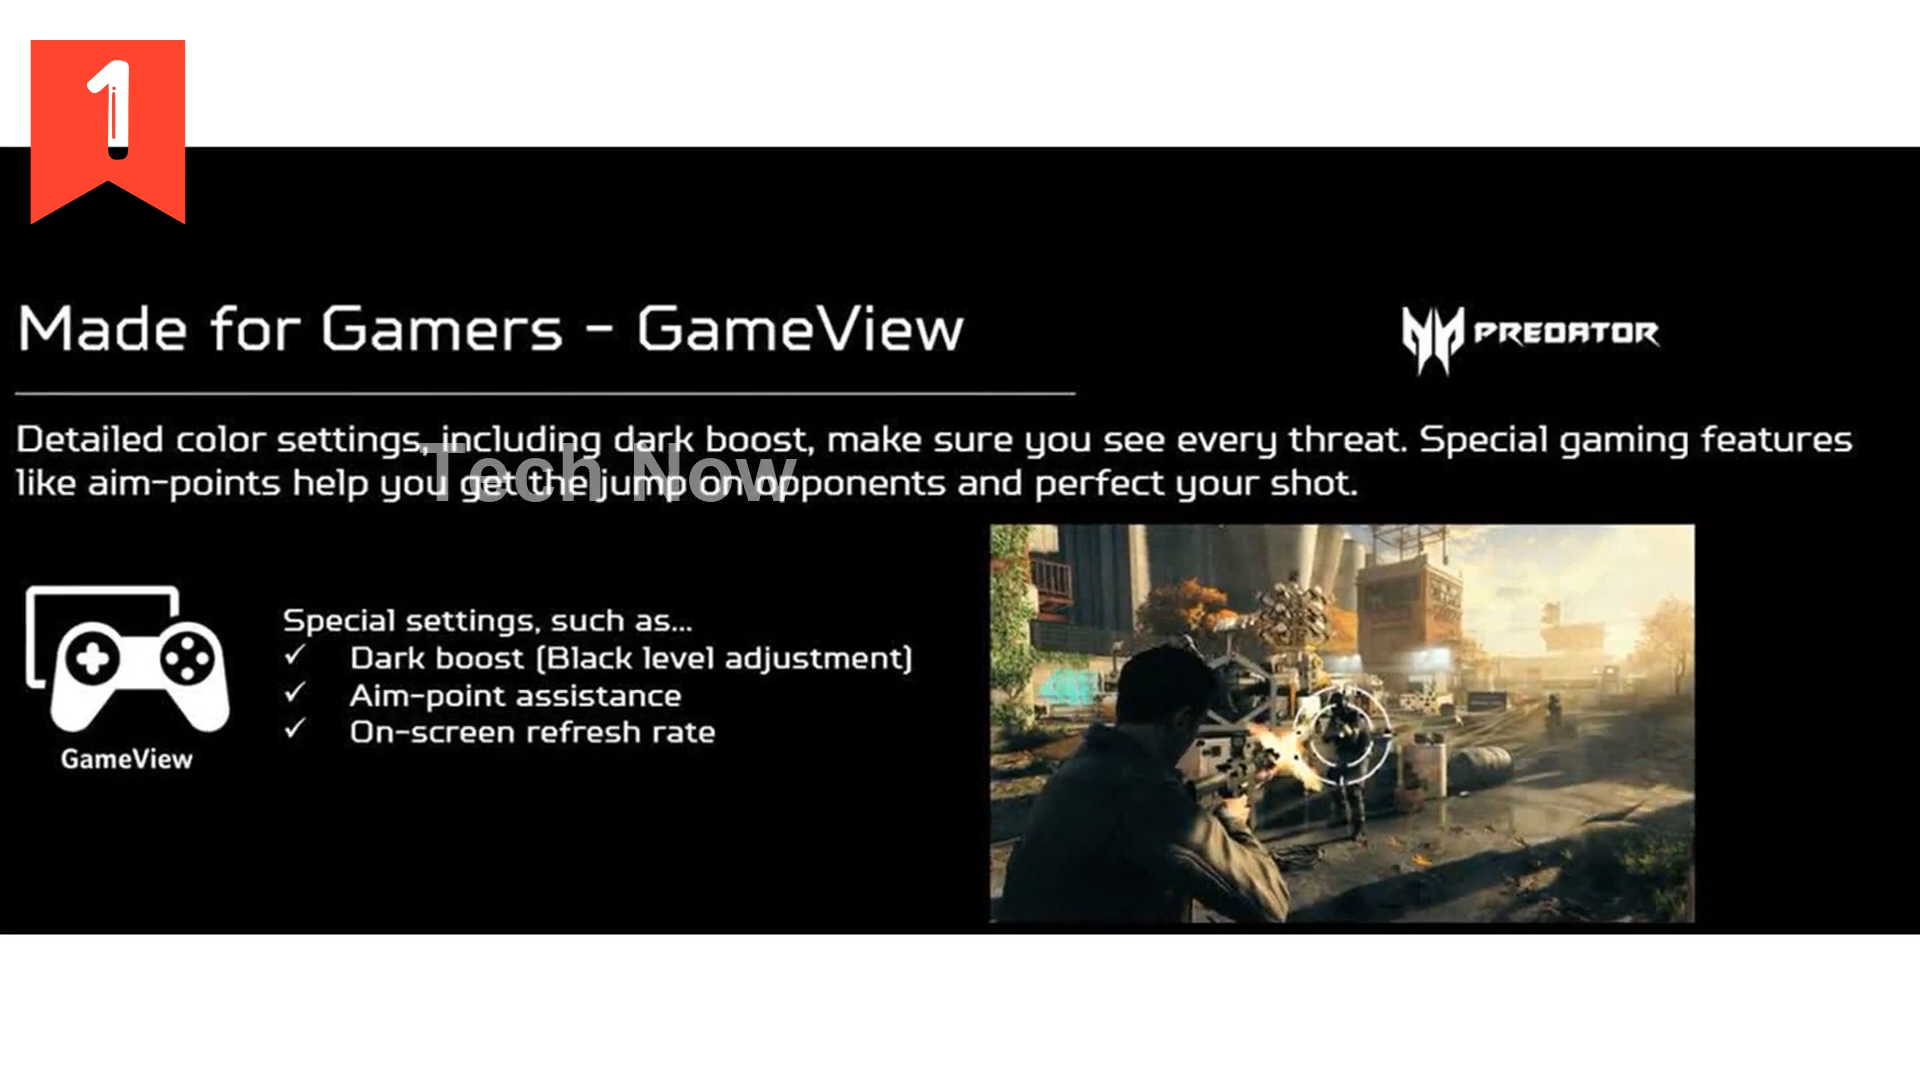 1
Made for Gamers - GameView
PREDATOR
Detailed color settings, including dark boost, make sure you see every threat. Special gaming features
like aim-points help you get the jump on opponents and perfect your shot.
Tech Now
Special settings, such as...
✓ Dark boost (Black level adjustment)
✓ Aim-point assistance
✓ On-screen refresh rate
GameView